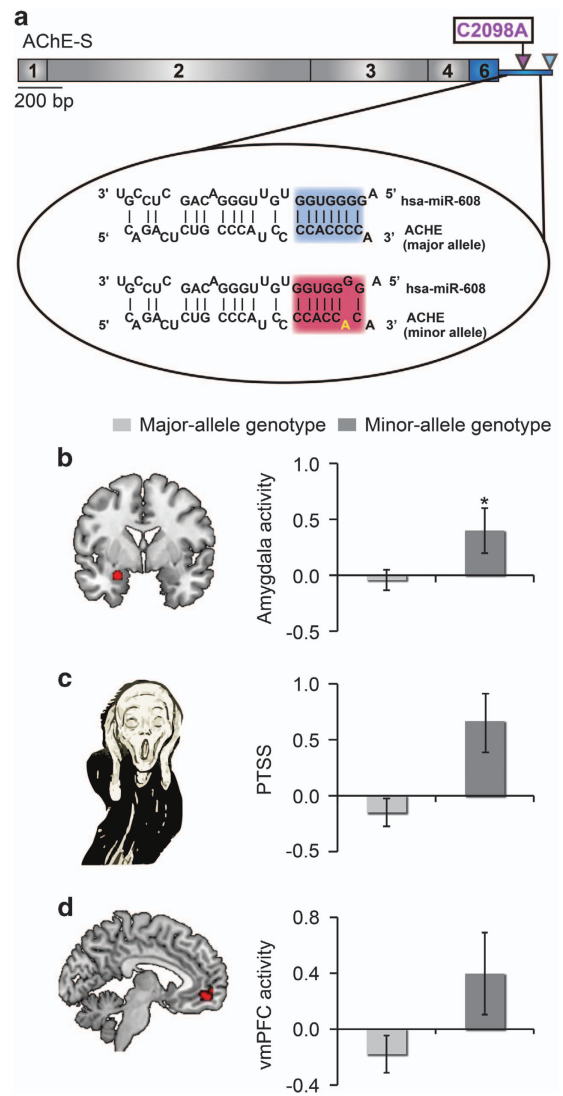 a
AChE-S
C2098A
1 2 3 4 6
200 bp
3' UGCCUC GACAGGGUUGU GGUGGGGA 5' hsa-miR-608
5' CAGACUCUG CCCAUCC CCACCCCA 3' ACHE
(major allele)
3' UGCCUC GACAGGGUUGU GGUGGGGA 5' hsa-miR-608
5' CAGACUCUG CCCAUCC CCACCACA 3' ACHE
(minor allele)
Major-allele genotype Minor-allele genotype
b
Amygdala activity
1.0
0.5
0.0
-0.5
*
c
PTSS
1.0
0.5
0.0
-0.5
d
vmPFC activity
0.8
0.4
0.0
-0.4